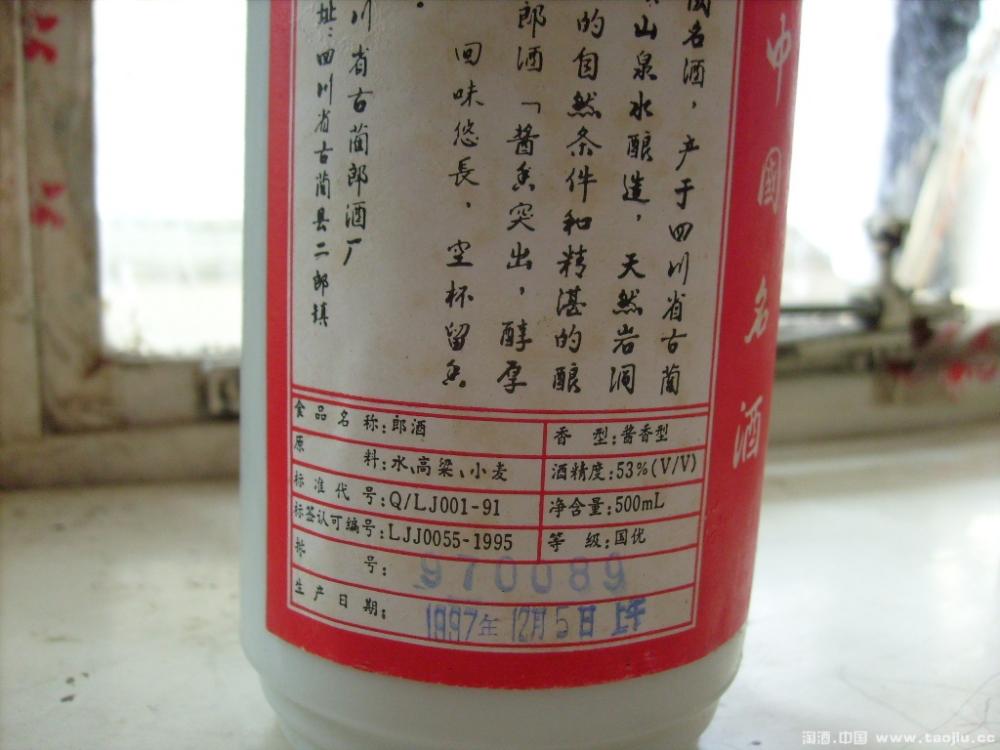 中國名酒
名酒，产于四川省古蔺
山泉水酿造，天然岩洞
的自然条件和精湛的酿
郎酒「酱香突出，醇厚
回味悠長，空杯留香
川省古蔺郎酒厂
址：四川省古蔺县二郎镇
食品名称：郎酒
香型：酱香型
原料：水、高粱、小麦
酒精度：53%(V/V)
标准代号：Q/LJ001-91
净含量：500mL
标签认可编号：LJJ0055-1995
等级：国优
批号：970089
生产日期：1997年12月5日上午
淘酒.中国 www.taojiu.cc